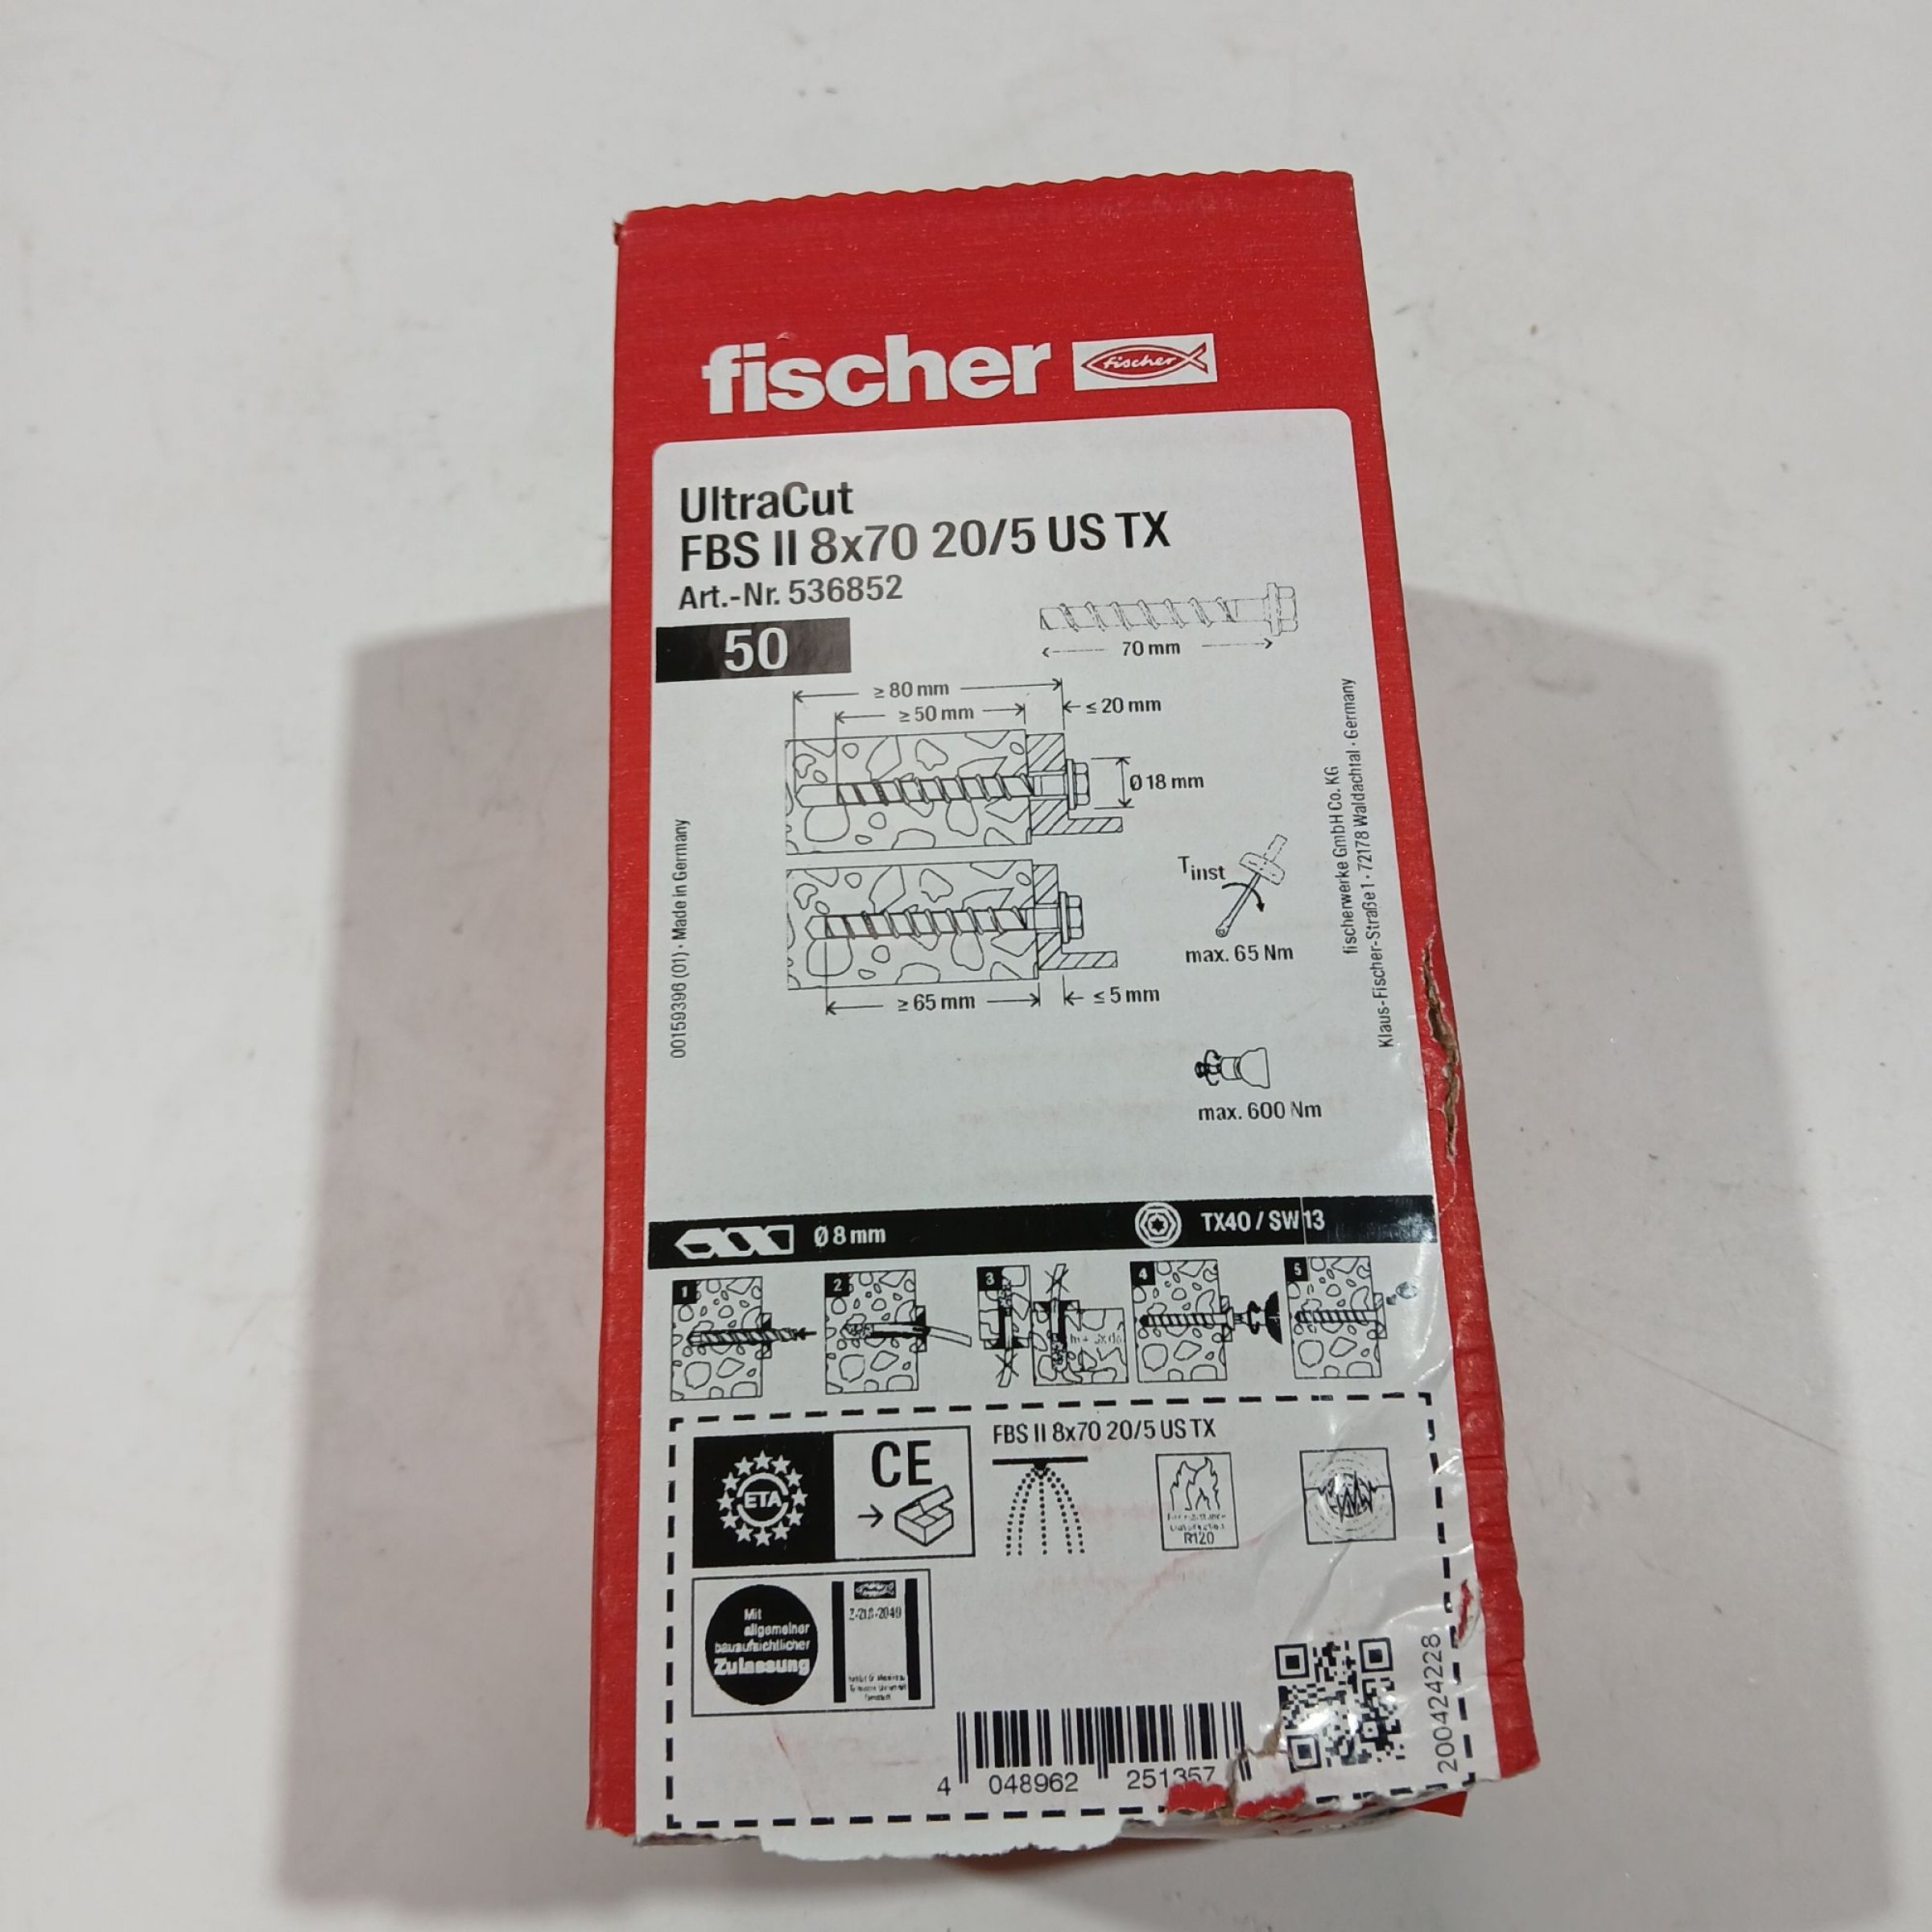 fischer
fischer
UltraCut
FBS II 8x70 20/5 US TX
Art.-Nr. 536852
50
70 mm
≥ 80 mm
≥ 50 mm
≤ 20 mm
Ø 18 mm
Tinst
max. 65 Nm
≥ 65 mm
≤ 5 mm
max. 600 Nm
00159396 (01) · Made in Germany
fischerwerke GmbH Co. KG
Klaus-Fischer-Straße 1 · 72178 Waldachtal · Germany
Ø 8 mm
TX40 / SW 13
1
2
3
4
5
ETA
CE
FBS II 8x70 20/5 US TX
R120
Mit
allgemeiner
bauaufsichtlicher
Zulassung
4 048962 251357
200424228